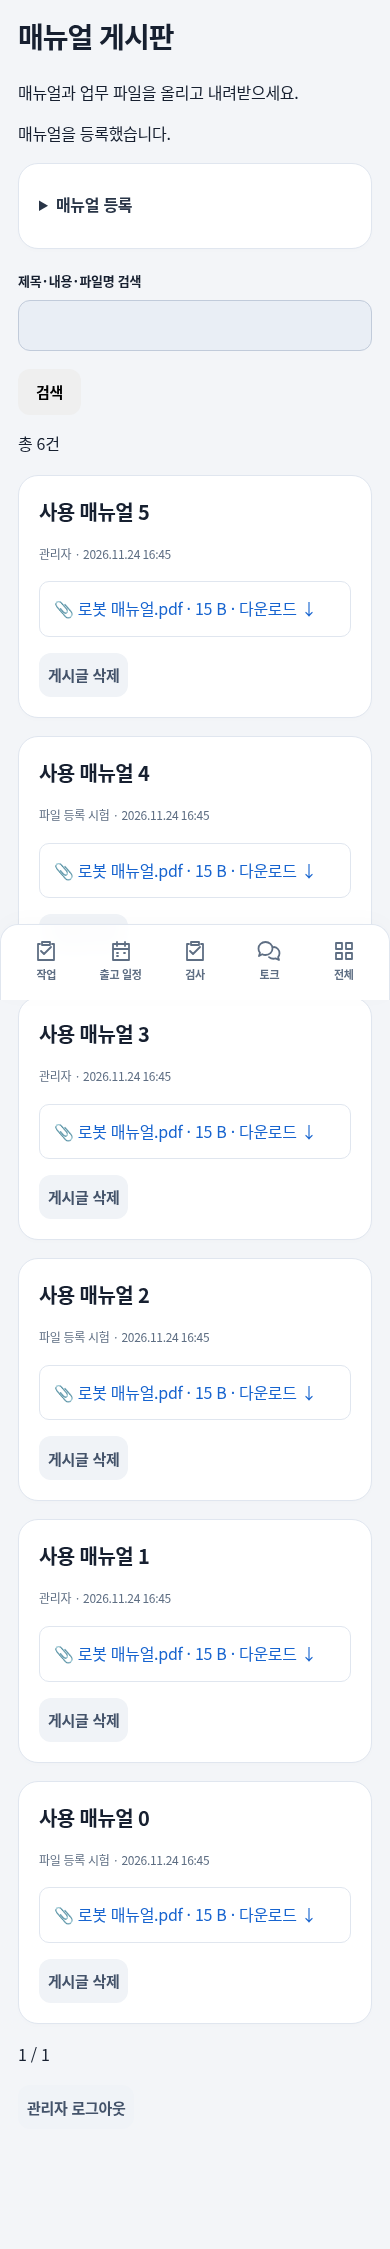 매뉴얼 게시판
매뉴얼과 업무 파일을 올리고 내려받으세요.
매뉴얼을 등록했습니다.
▶ 매뉴얼 등록
제목·내용·파일명 검색
검색
총 6건
사용 매뉴얼 5
관리자 · 2026.11.24 16:45
📎 로봇 매뉴얼.pdf · 15 B · 다운로드 ↓
게시글 삭제
사용 매뉴얼 4
파일 등록 시험 · 2026.11.24 16:45
📎 로봇 매뉴얼.pdf · 15 B · 다운로드 ↓
작업 출고 일정 검사 토크 전체
사용 매뉴얼 3
관리자 · 2026.11.24 16:45
📎 로봇 매뉴얼.pdf · 15 B · 다운로드 ↓
게시글 삭제
사용 매뉴얼 2
파일 등록 시험 · 2026.11.24 16:45
📎 로봇 매뉴얼.pdf · 15 B · 다운로드 ↓
게시글 삭제
사용 매뉴얼 1
관리자 · 2026.11.24 16:45
📎 로봇 매뉴얼.pdf · 15 B · 다운로드 ↓
게시글 삭제
사용 매뉴얼 0
파일 등록 시험 · 2026.11.24 16:45
📎 로봇 매뉴얼.pdf · 15 B · 다운로드 ↓
게시글 삭제
1 / 1
관리자 로그아웃